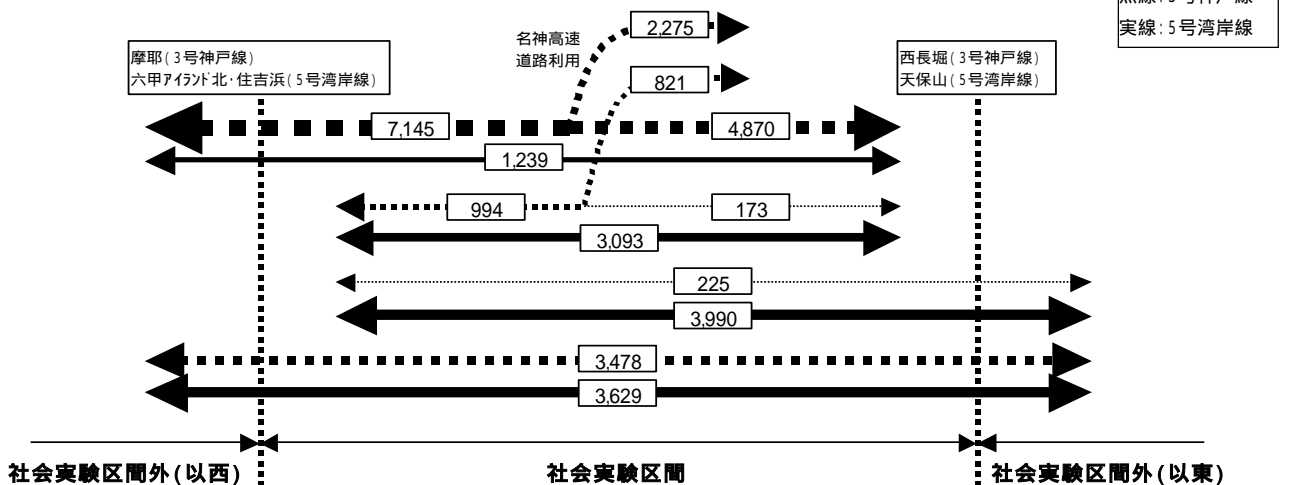 実線:5号湾岸線
2,275
名神高速
道路利用
摩耶(3号神戸線)
六甲アイランド北・住吉浜(5号湾岸線)
821
西長堀(3号神戸線)
天保山(5号湾岸線)
7,145
4,870
1,239
994
173
3,093
225
3,990
3,478
3,629
社会実験区間外(以西)
社会実験区間
社会実験区間外(以東)